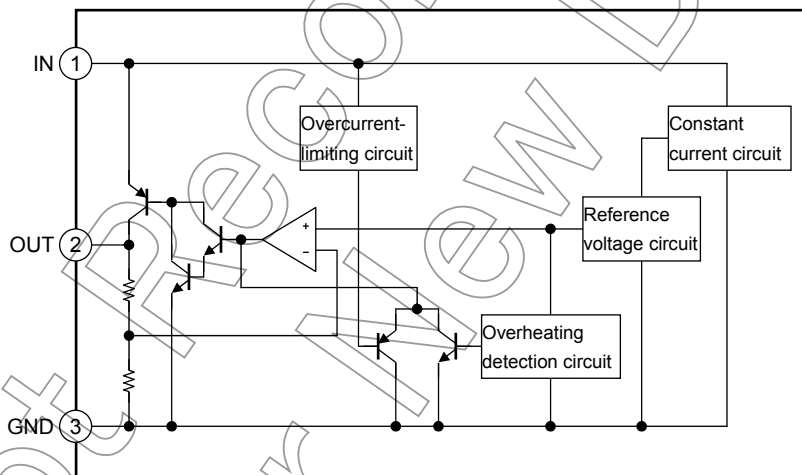 IN 1
Overcurrent-
limiting circuit
Constant
current circuit
+
−
Reference
voltage circuit
OUT 2
Overheating
detection circuit
GND 3